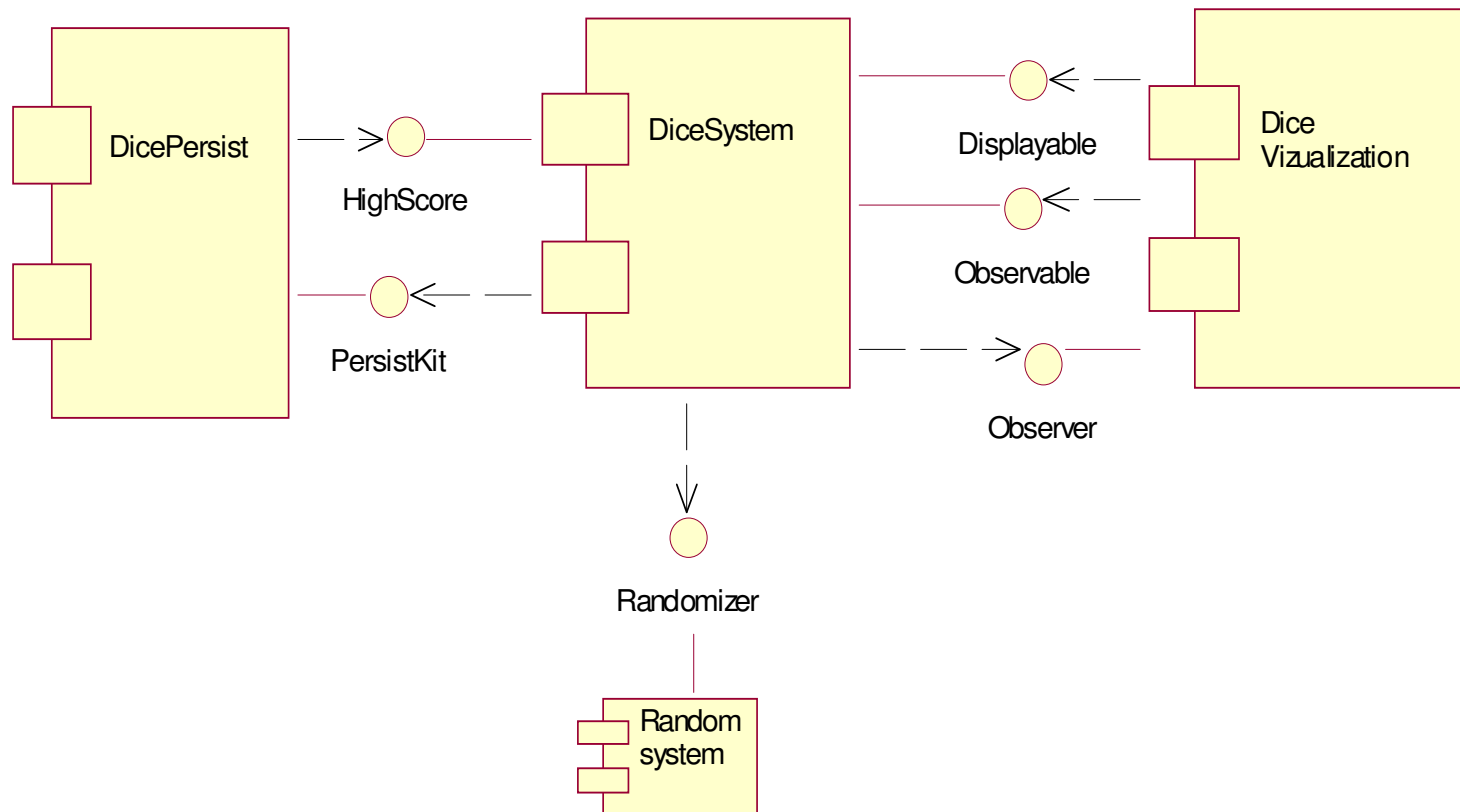 DicePersist
HighScore
PersistKit
DiceSystem
Displayable
Observable
Observer
Dice
Vizualization
Randomizer
Random
system